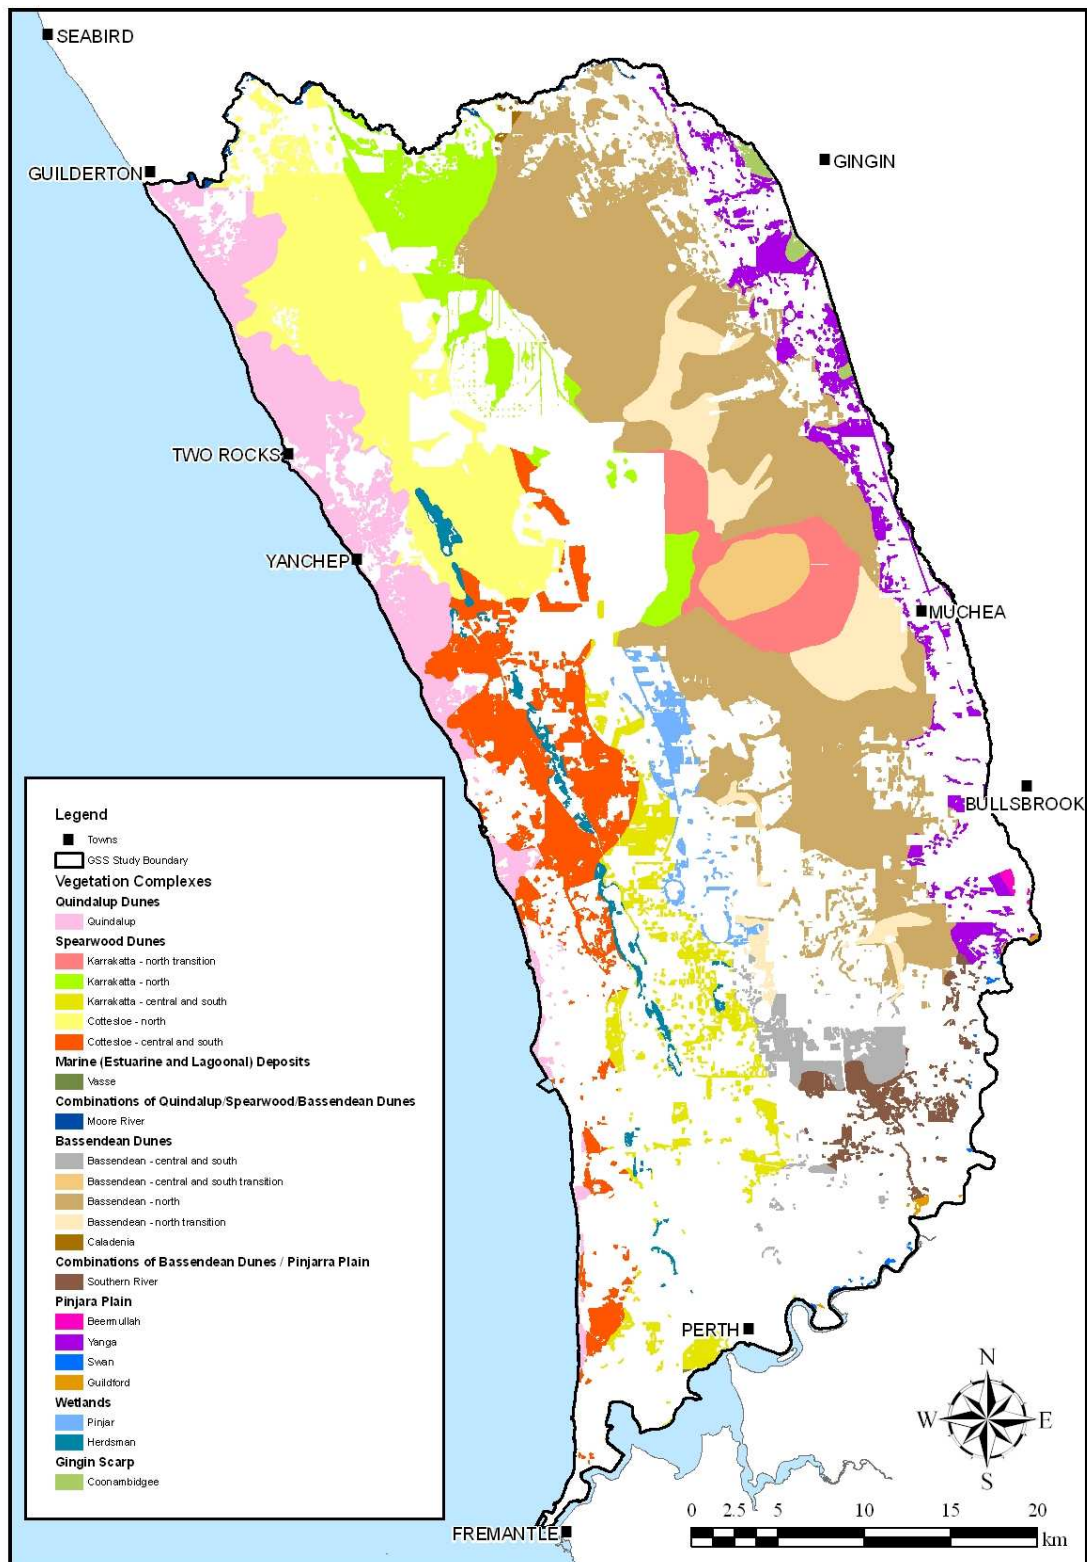 SEABIRD
GINGIN
GUILDERTON
TWO ROCKS
YANCHEP
MUCHEA
BULLSBROOK
Legend
Towns
GSS Study Boundary
Vegetation Complexes
Quindalup Dunes
Quindalup
Spearwood Dunes
Karrakatta - north transition
Karrakatta - north
Karrakatta - central and south
Cottesloe - north
Cottesloe - central and south
Marine (Estuarine and Lagoonal) Deposits
Vasse
Combinations of Quindalup/Spearwood/Bassendean Dunes
Moore River
Bassendean Dunes
Bassendean - central and south
Bassendean - central and south transition
Bassendean - north
Bassendean - north transition
Caladenia
Combinations of Bassendean Dunes / Pinjarra Plain
Southern River
Pinjara Plain
Beermullah
Yanga
Swan
Guildford
Wetlands
Pinjar
Herdsman
Gingin Scarp
Coonambidgee
PERTH
N
W E
S
0 2.5 5 10 15 20
km
FREMANTLE